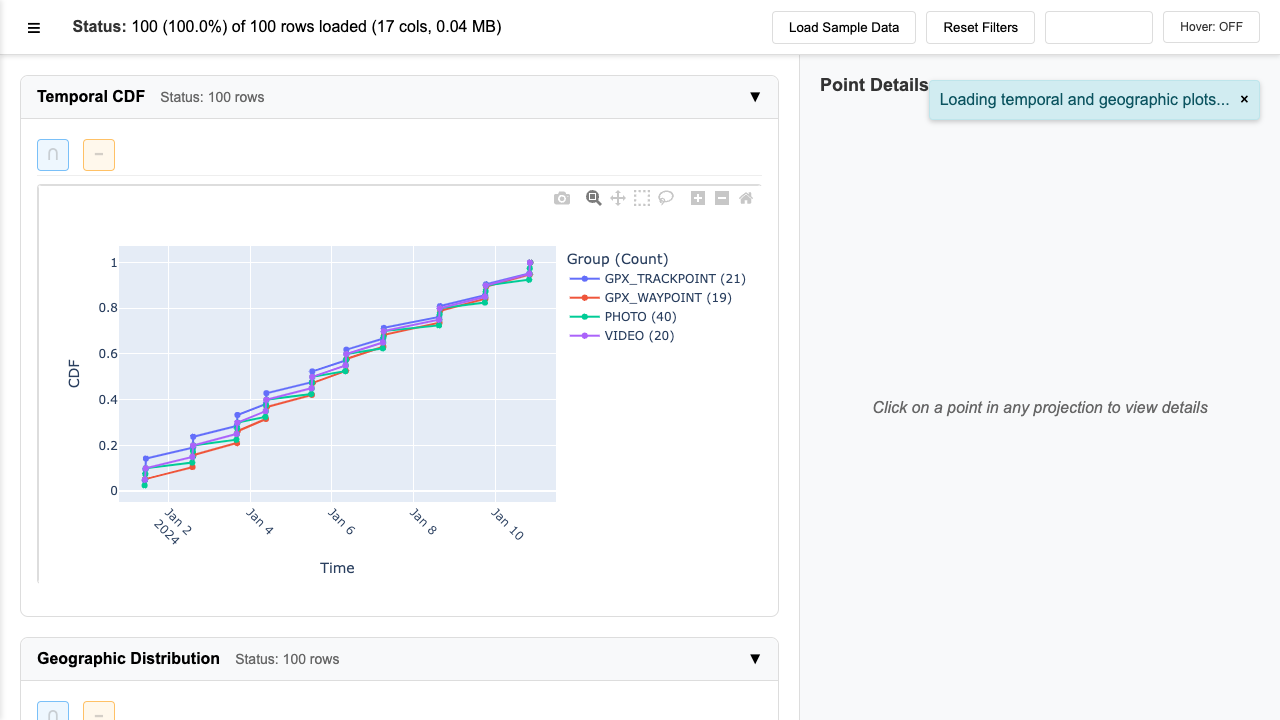 ≡ Status: 100 (100.0%) of 100 rows loaded (17 cols, 0.04 MB) Load Sample Data Reset Filters Hover: OFF
Temporal CDF Status: 100 rows ▼
∩ −
1
0.8
0.6
0.4
0.2
0
CDF
Jan 2
2024
Jan 4
Jan 6
Jan 8
Jan 10
Time
Group (Count)
GPX_TRACKPOINT (21)
GPX_WAYPOINT (19)
PHOTO (40)
VIDEO (20)
Geographic Distribution Status: 100 rows ▼
∩ −
Point Details
Loading temporal and geographic plots... ×
Click on a point in any projection to view details